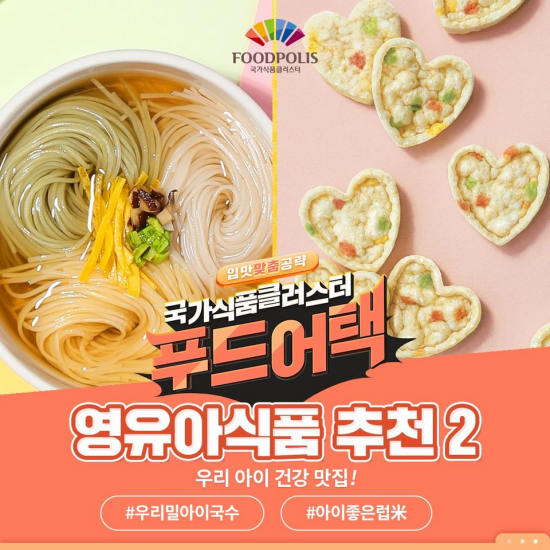 FOODPOLIS
국가식품클러스터
입맛맞춤공략
국가식품클러스터
푸드어택
영유아식품 추천 2
우리 아이 건강 맛집!
#우리밀아이국수
#아이좋은럽米